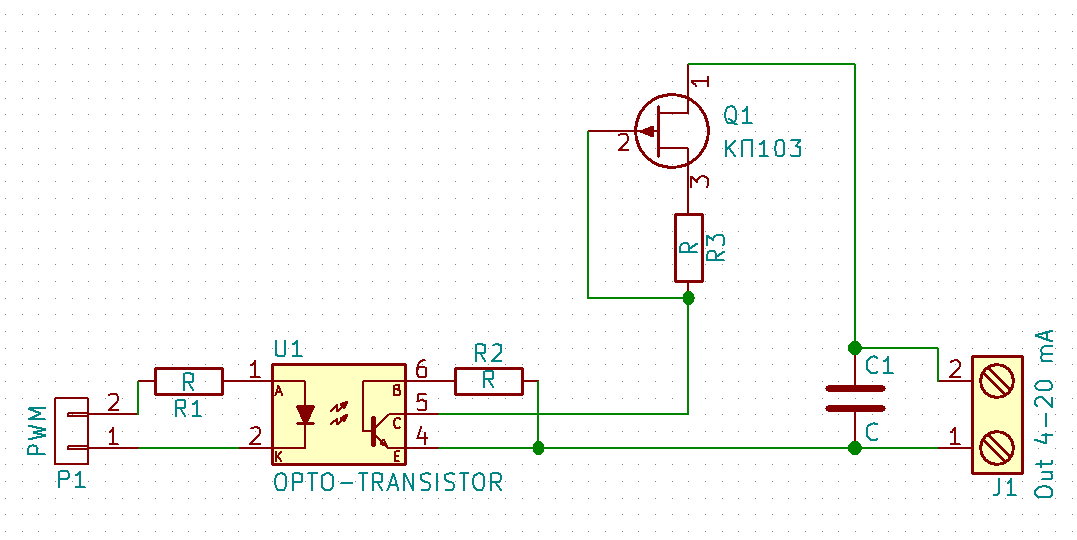 1
Q1
2
КП103
3
R
R3
U1
1
6
R2
A
B
R
R
R1
2
5
C
PWM
2
1
K
4
E
P1
OPTO-TRANSISTOR
C1
C
2
1
J1
Out 4-20 mA